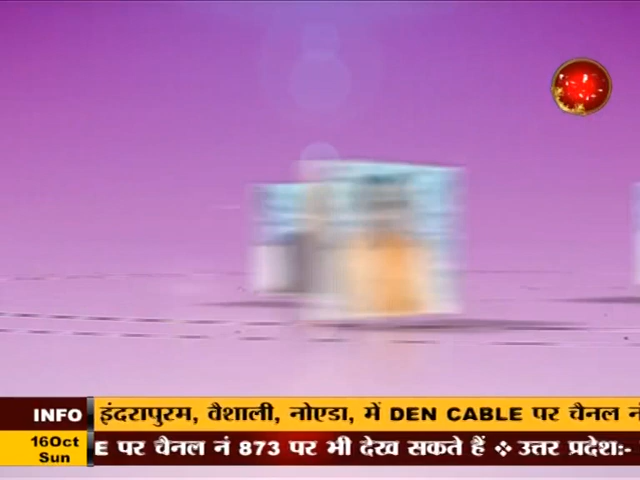 INFO
इंदरापुरम, वैशाली, नोएडा, में DEN CABLE पर चैनल नं
16Oct
Sun
E पर चैनल नं 873 पर भी देख सकते हैं ❖ उत्तर प्रदेश:-